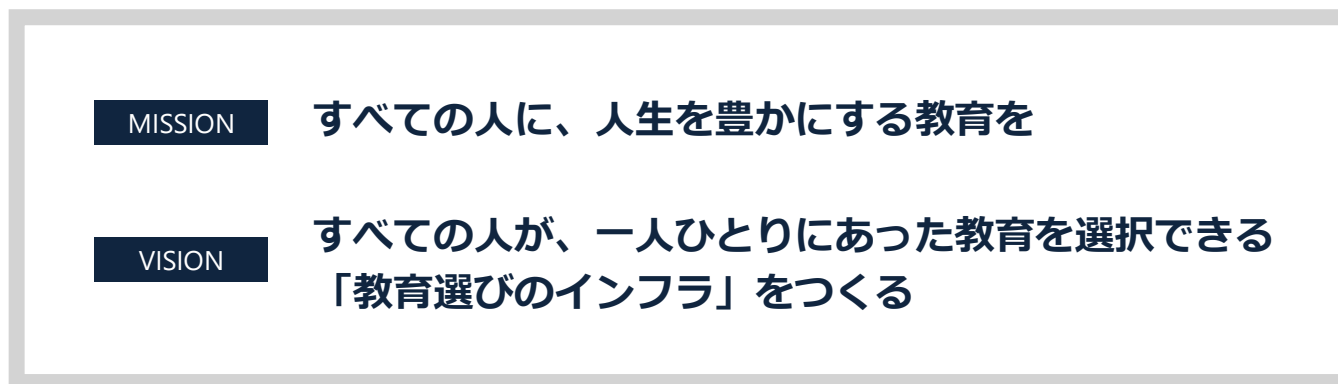 MISSION
すべての人に、人生を豊かにする教育を
VISION
すべての人が、一人ひとりにあった教育を選択できる
「教育選びのインフラ」をつくる